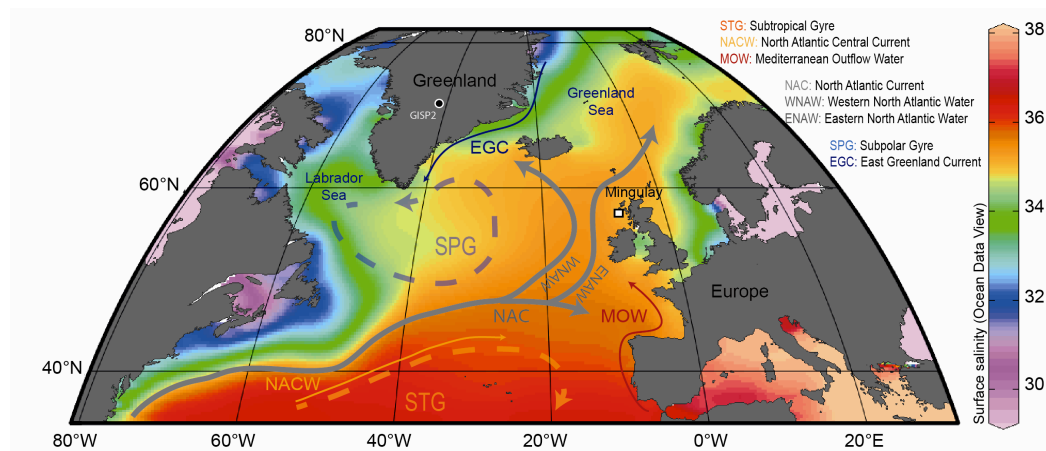 STG: Subtropical Gyre
NACW: North Atlantic Central Current
MOW: Mediterranean Outflow Water
NAC: North Atlantic Current
WNAW: Western North Atlantic Water
ENAW: Eastern North Atlantic Water
SPG: Subpolar Gyre
EGC: East Greenland Current
80°N
60°N
40°N
Greenland
GISP2
Greenland
Sea
EGC
Labrador
Sea
Mingulay
SPG
WNAW
ENAW
NAC
MOW
Europe
NACW
STG
80°W
60°W
40°W
20°W
0°W
20°E
38
36
34
32
30
Surface salinity (Ocean Data View)